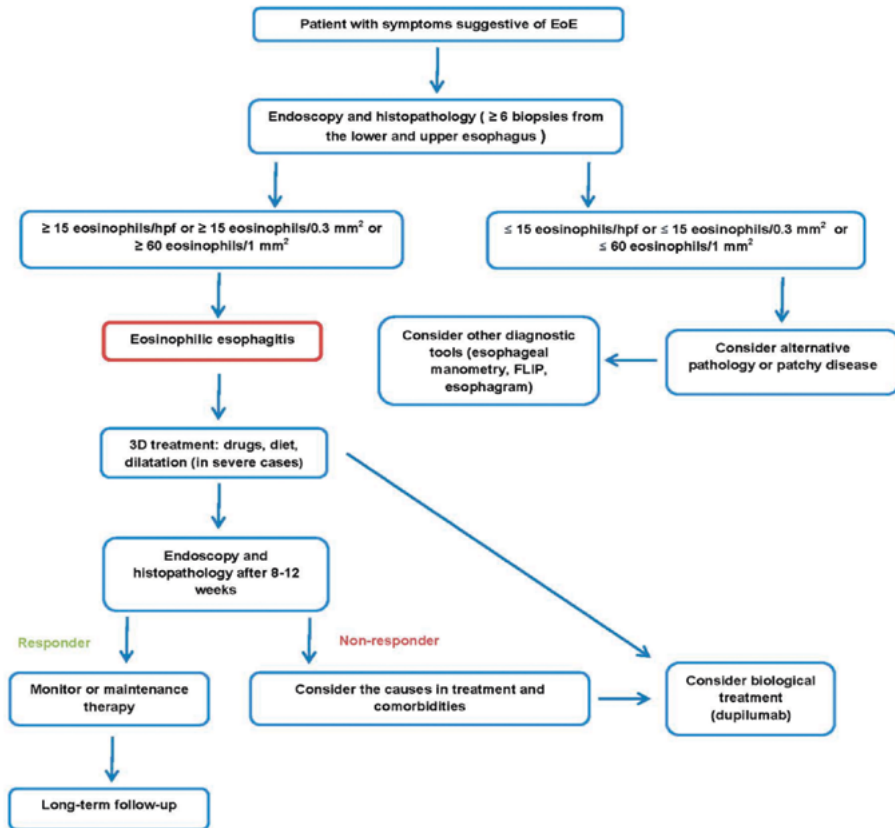 Patient with symptoms suggestive of EoE
Endoscopy and histopathology ( ≥ 6 biopsies from
the lower and upper esophagus )
≥ 15 eosinophils/hpf or ≥ 15 eosinophils/0.3 mm² or
≥ 60 eosinophils/1 mm²
≤ 15 eosinophils/hpf or ≤ 15 eosinophils/0.3 mm² or
≤ 60 eosinophils/1 mm²
Eosinophilic esophagitis
Consider other diagnostic
tools (esophageal
manometry, FLIP,
esophagram)
Consider alternative
pathology or patchy disease
3D treatment: drugs, diet,
dilatation (in severe cases)
Endoscopy and
histopathology after 8-12
weeks
Responder
Non-responder
Monitor or maintenance
therapy
Consider the causes in treatment and
comorbidities
Consider biological
treatment
(dupilumab)
Long-term follow-up